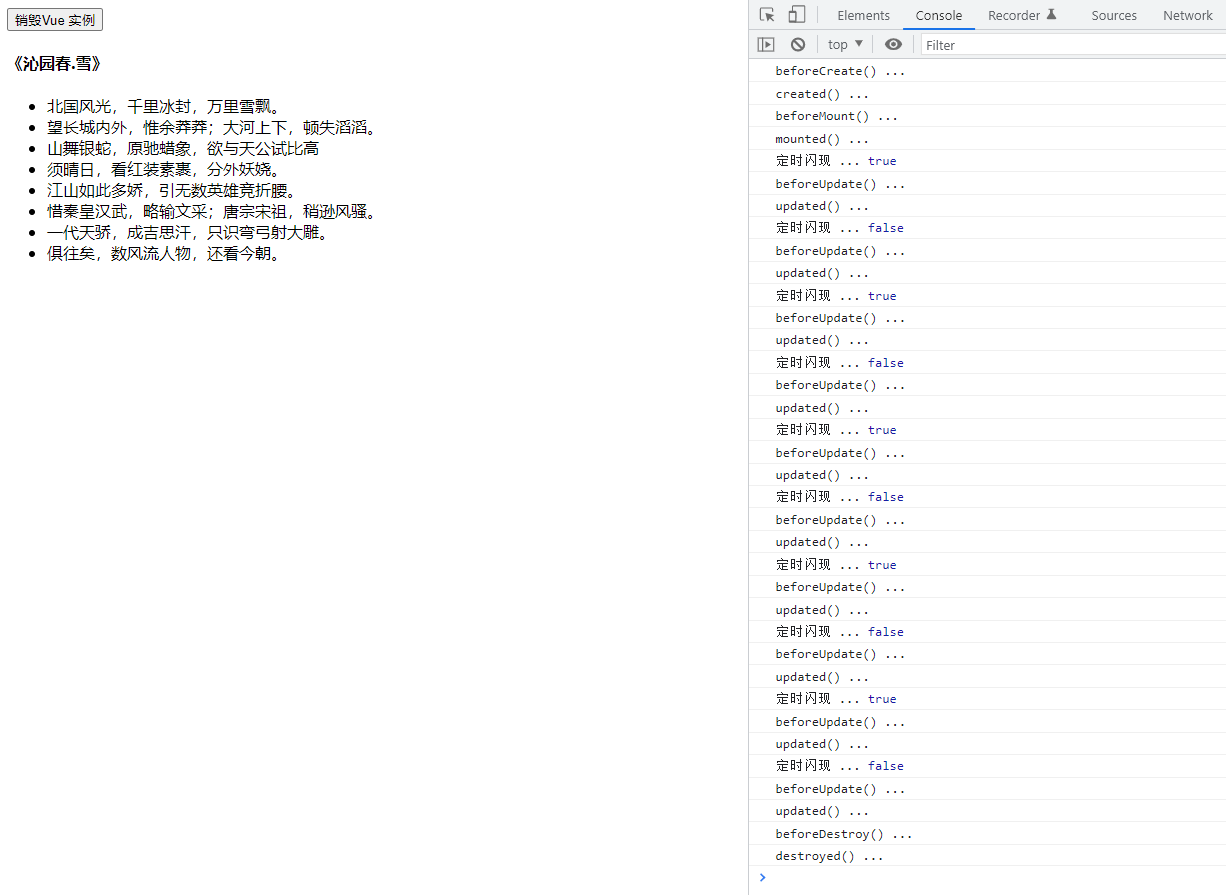 销毁Vue 实例
《沁园春.雪》
北国风光，千里冰封，万里雪飘。
望长城内外，惟余莽莽；大河上下，顿失滔滔。
山舞银蛇，原驰蜡象，欲与天公试比高
须晴日，看红装素裹，分外妖娆。
江山如此多娇，引无数英雄竞折腰。
惜秦皇汉武，略输文采；唐宗宋祖，稍逊风骚。
一代天骄，成吉思汗，只识弯弓射大雕。
俱往矣，数风流人物，还看今朝。
Elements Console Recorder Sources Network
top Filter
beforeCreate() ...
created() ...
beforeMount() ...
mounted() ...
定时闪现 ... true
beforeUpdate() ...
updated() ...
定时闪现 ... false
beforeUpdate() ...
updated() ...
定时闪现 ... true
beforeUpdate() ...
updated() ...
定时闪现 ... false
beforeUpdate() ...
updated() ...
定时闪现 ... true
beforeUpdate() ...
updated() ...
定时闪现 ... false
beforeUpdate() ...
updated() ...
定时闪现 ... true
beforeUpdate() ...
updated() ...
定时闪现 ... false
beforeUpdate() ...
updated() ...
定时闪现 ... true
beforeUpdate() ...
updated() ...
定时闪现 ... false
beforeUpdate() ...
updated() ...
beforeDestroy() ...
destroyed() ...